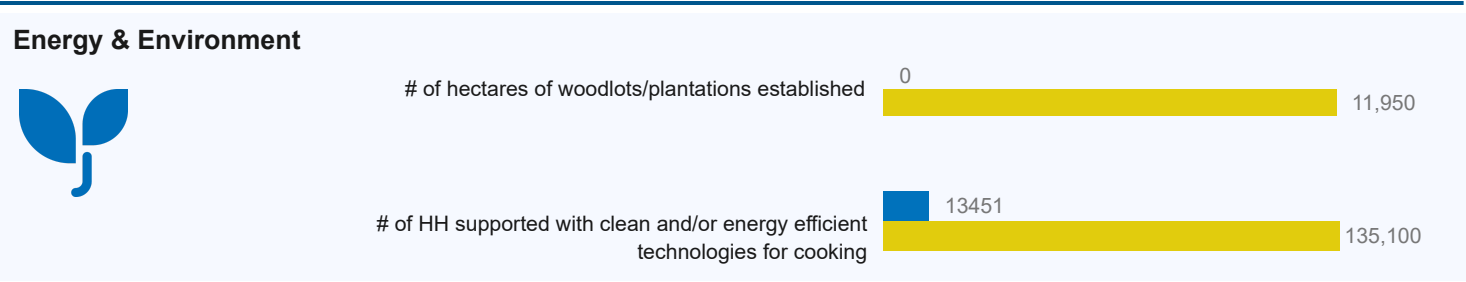 Energy & Environment
# of hectares of woodlots/plantations established
0
11,950
# of HH supported with clean and/or energy efficient
technologies for cooking
13451
135,100